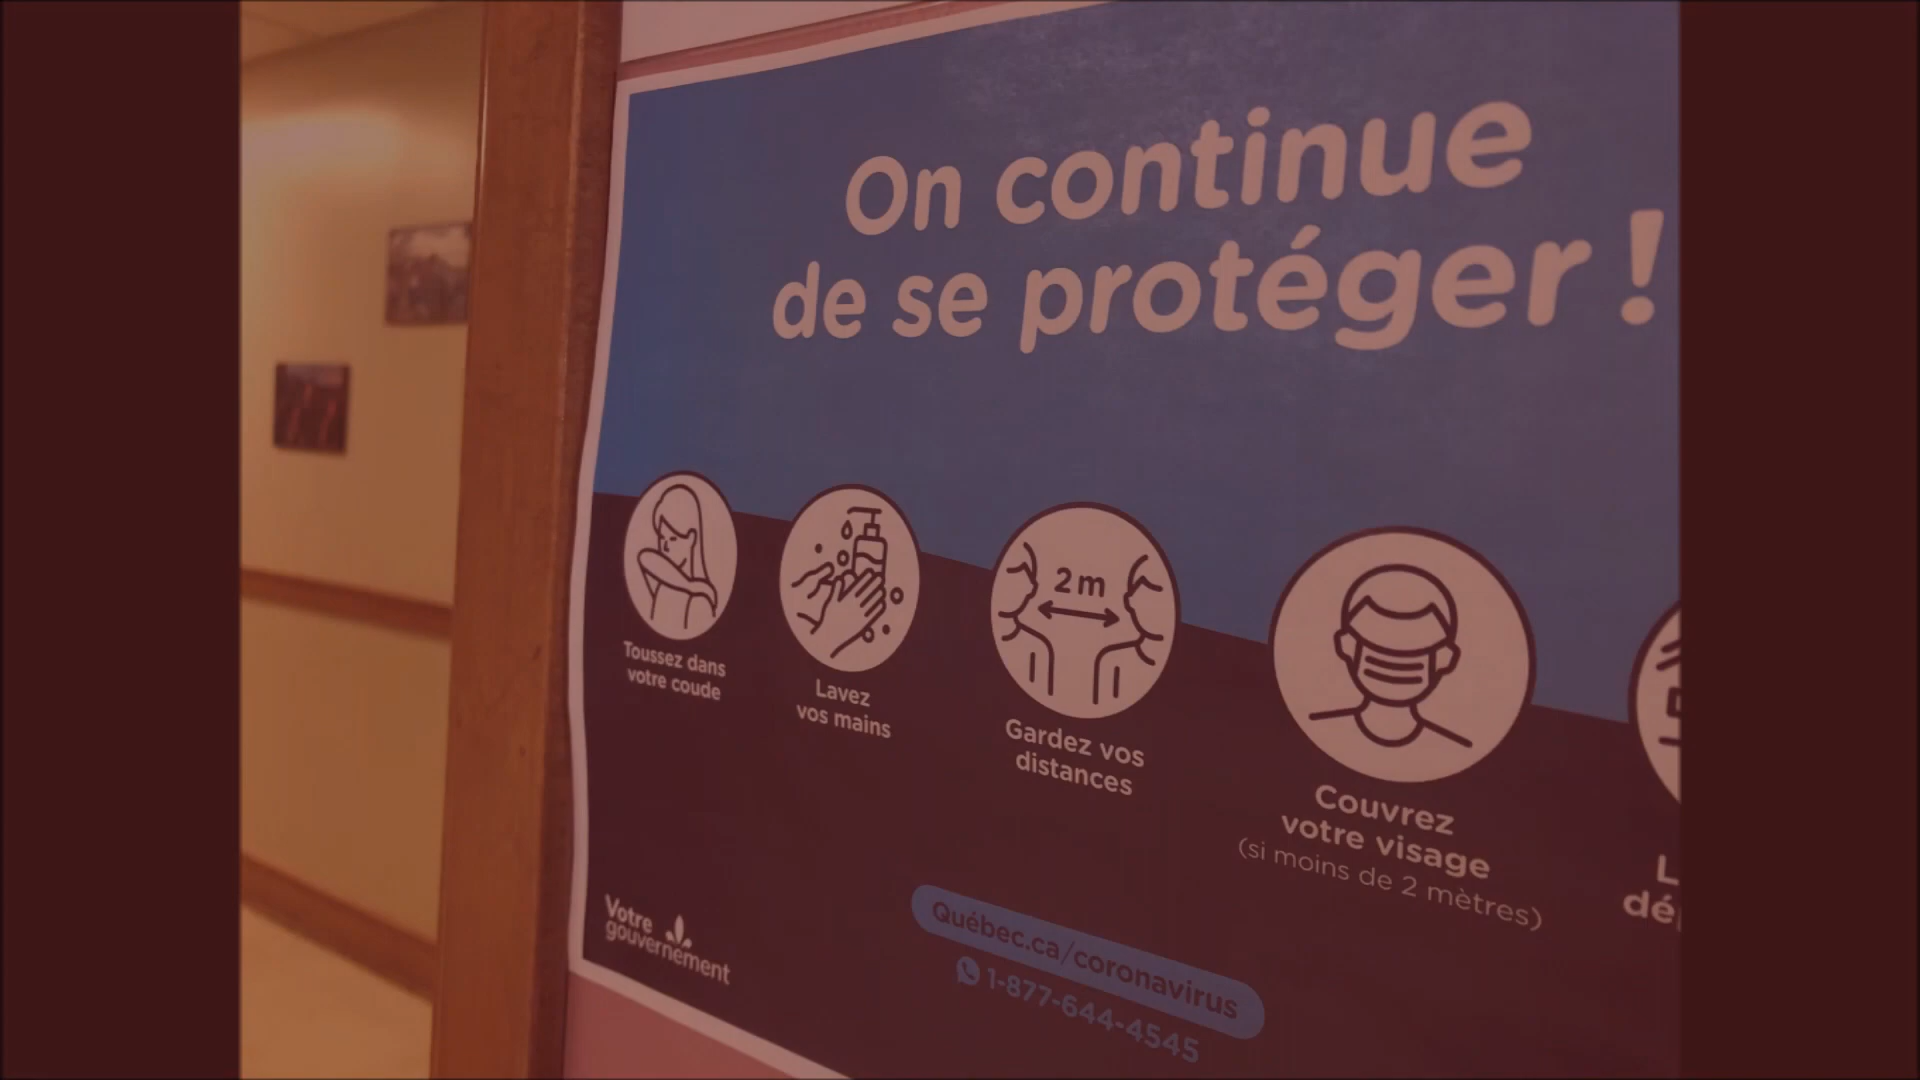 On continue
de se protéger !
Toussez dans
votre coude
Lavez
vos mains
2 m
Gardez vos
distances
Couvrez
votre visage
(si moins de 2 mètres)
Votre
gouvernement
Québec.ca/coronavirus
1-877-644-4545